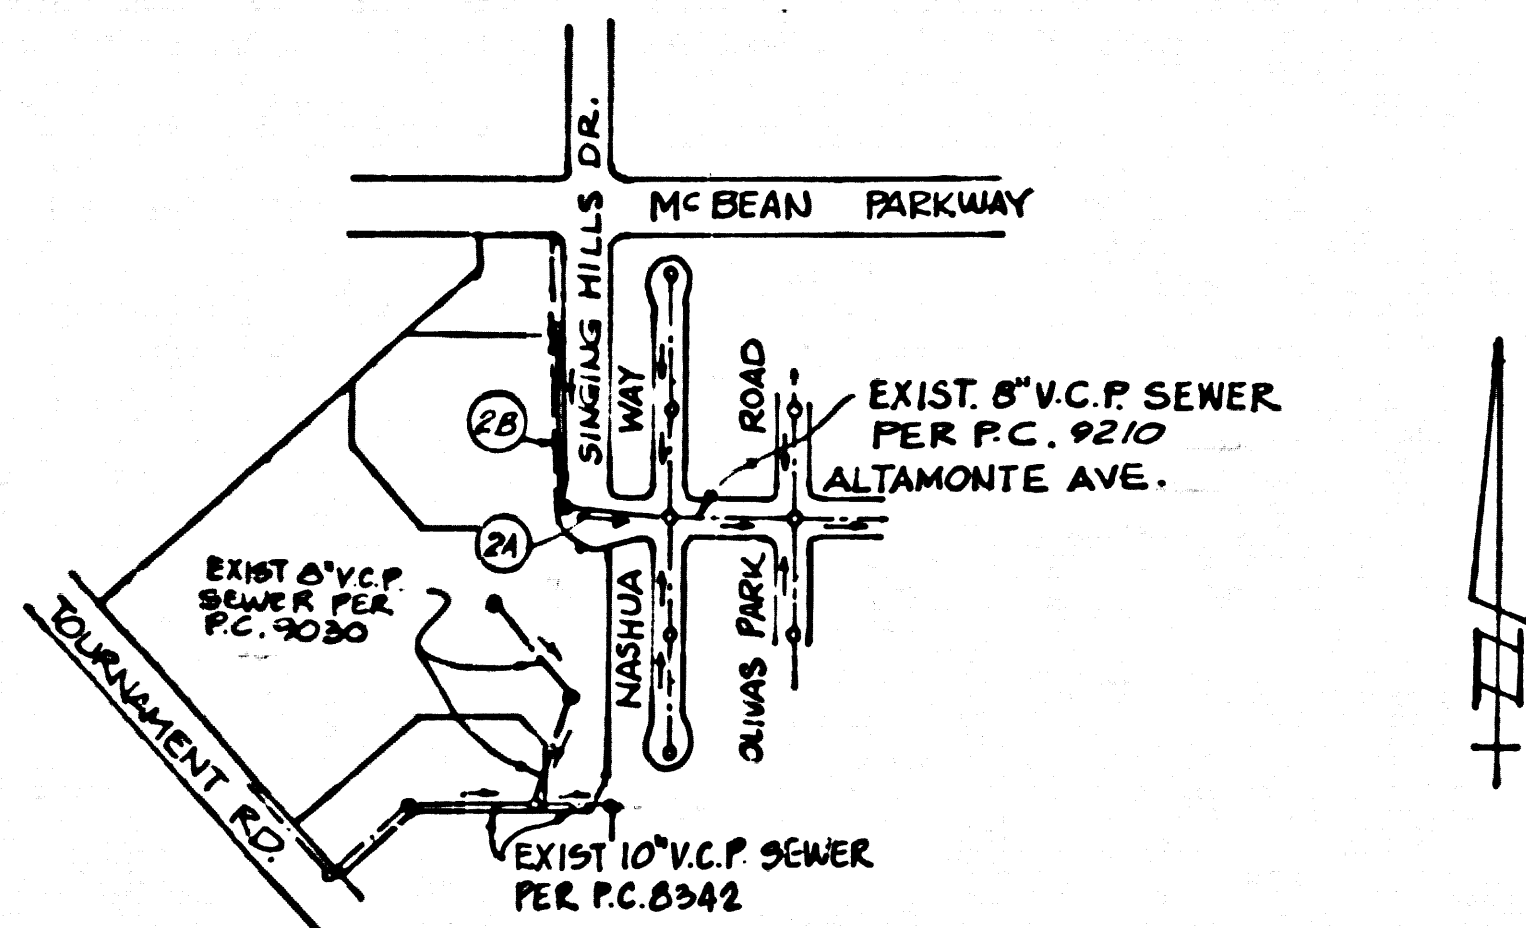 SINGING HILLS DR.
McBEAN PARKWAY
NASHUA WAY
OLIVAS PARK ROAD
EXIST. 8" V.C.P. SEWER
PER P.C. 9210
ALTAMONTE AVE.
2B
2A
EXIST 8" V.C.P.
SEWER PER
P.C. 9030
TOURNAMENT RD.
EXIST 10" V.C.P. SEWER
PER P.C. 8342
N